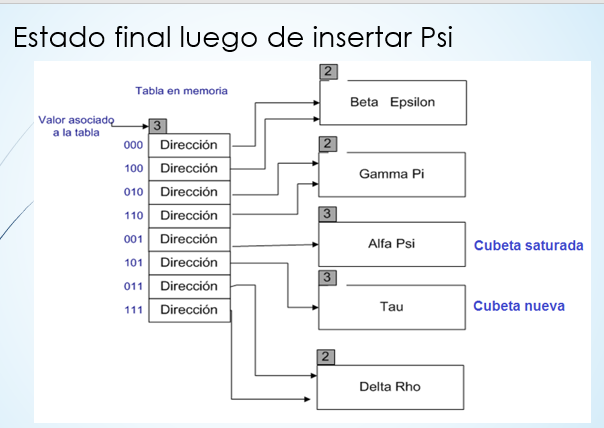 Estado final luego de insertar Psi
Tabla en memoria
Valor asociado
a la tabla
3
000 Dirección
100 Dirección
010 Dirección
110 Dirección
001 Dirección
101 Dirección
011 Dirección
111 Dirección
2
Beta Epsilon
2
Gamma Pi
3
Alfa Psi
Cubeta saturada
3
Tau
Cubeta nueva
2
Delta Rho